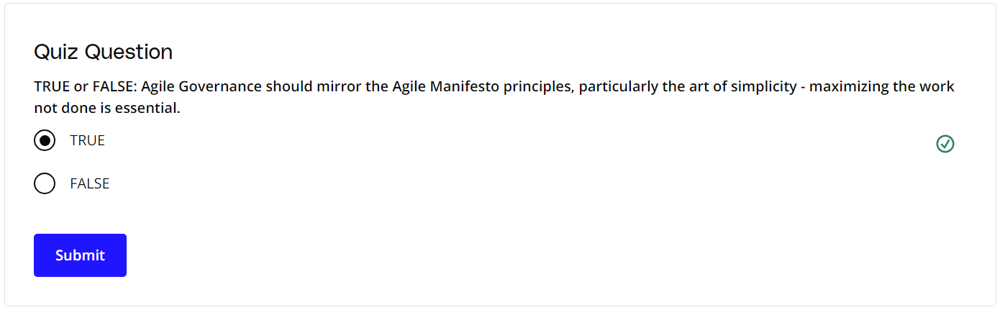 Quiz Question
TRUE or FALSE: Agile Governance should mirror the Agile Manifesto principles, particularly the art of simplicity - maximizing the work
not done is essential.
TRUE
FALSE
Submit